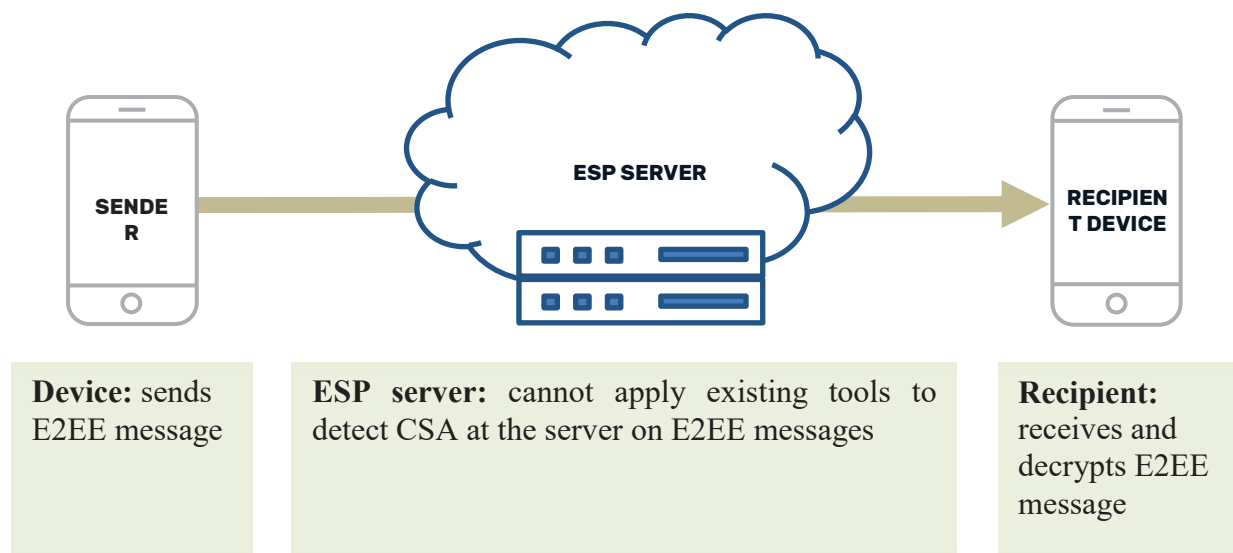 ESP SERVER
SENDE
R
RECIPIEN
T DEVICE
Device: sends
E2EE message
ESP server: cannot apply existing tools to
detect CSA at the server on E2EE messages
Recipient:
receives and
decrypts E2EE
message